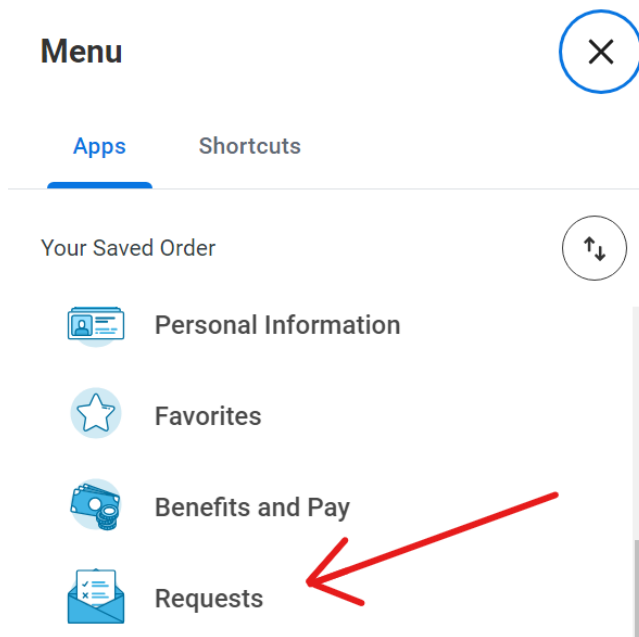 Menu
Apps Shortcuts
Your Saved Order
Personal Information
Favorites
Benefits and Pay
Requests